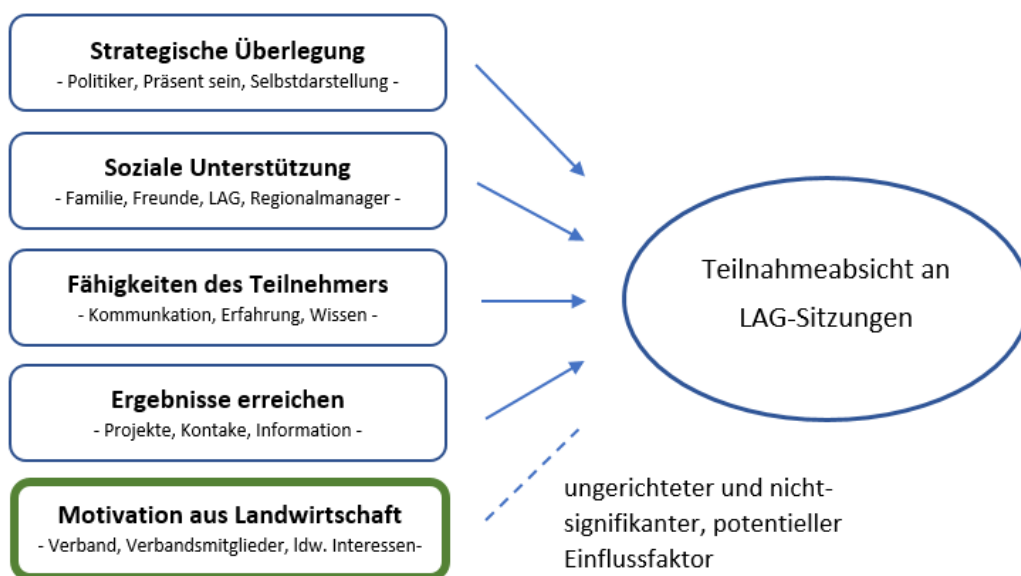 Strategische Überlegung
- Politiker, Präsent sein, Selbstdarstellung -
Soziale Unterstützung
- Familie, Freunde, LAG, Regionalmanager -
Fähigkeiten des Teilnehmers
- Kommunkation, Erfahrung, Wissen -
Ergebnisse erreichen
- Projekte, Kontake, Information -
Motivation aus Landwirtschaft
- Verband, Verbandsmitglieder, ldw. Interessen-
Teilnahmeabsicht an
LAG-Sitzungen
ungerichteter und nicht-
signifikanter, potentieller
Einflussfaktor